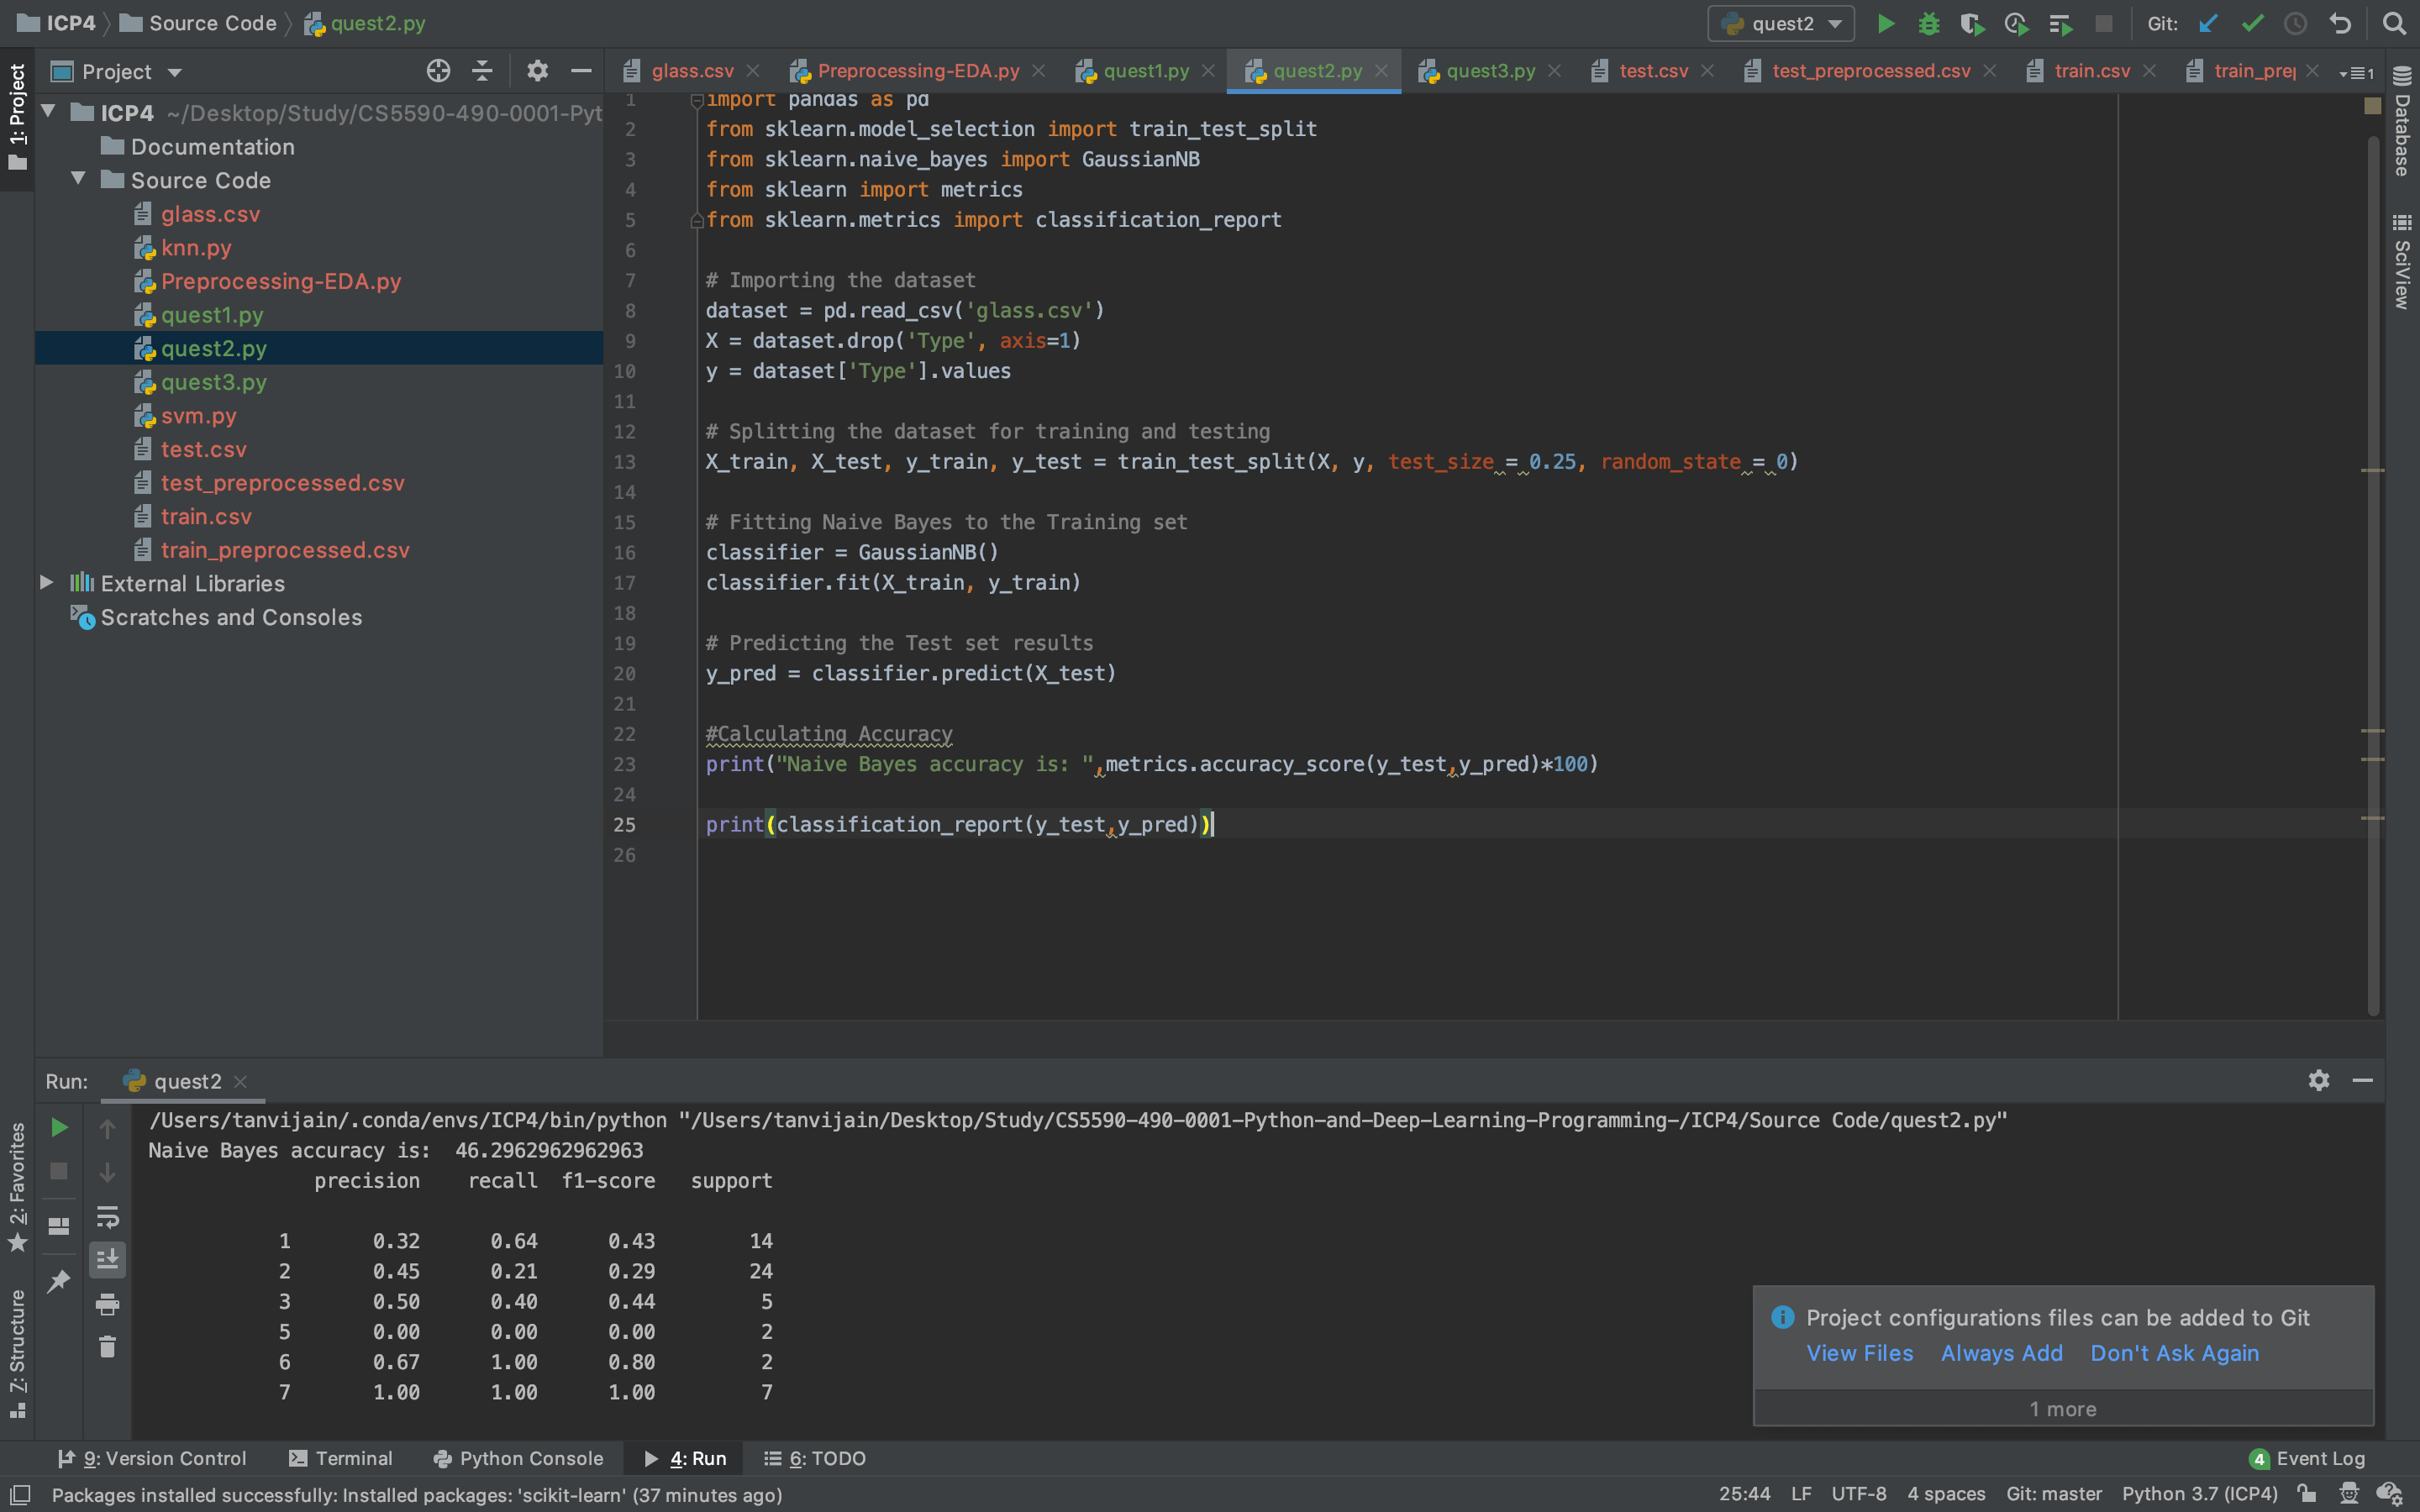 ICP4 Source Code quest2.py
quest2 Git:
Project
glass.csv Preprocessing-EDA.py quest1.py quest2.py quest3.py test.csv test_preprocessed.csv train.csv train_prep 1
1: Project
ICP4 ~/Desktop/Study/CS5590-490-0001-Pyt
Documentation
Source Code
glass.csv
knn.py
Preprocessing-EDA.py
quest1.py
quest2.py
quest3.py
svm.py
test.csv
test_preprocessed.csv
train.csv
train_preprocessed.csv
External Libraries
Scratches and Consoles
1 import pandas as pd
2 from sklearn.model_selection import train_test_split
3 from sklearn.naive_bayes import GaussianNB
4 from sklearn import metrics
5 from sklearn.metrics import classification_report
6
7 # Importing the dataset
8 dataset = pd.read_csv('glass.csv')
9 X = dataset.drop('Type', axis=1)
10 y = dataset['Type'].values
11
12 # Splitting the dataset for training and testing
13 X_train, X_test, y_train, y_test = train_test_split(X, y, test_size = 0.25, random_state = 0)
14
15 # Fitting Naive Bayes to the Training set
16 classifier = GaussianNB()
17 classifier.fit(X_train, y_train)
18
19 # Predicting the Test set results
20 y_pred = classifier.predict(X_test)
21
22 #Calculating Accuracy
23 print("Naive Bayes accuracy is: ",metrics.accuracy_score(y_test,y_pred)*100)
24
25 print(classification_report(y_test,y_pred))
26
Database
SciView
Run: quest2
/Users/tanvijain/.conda/envs/ICP4/bin/python "/Users/tanvijain/Desktop/Study/CS5590-490-0001-Python-and-Deep-Learning-Programming-/ICP4/Source Code/quest2.py"
Naive Bayes accuracy is:  46.2962962962963
precision recall f1-score support
1 0.32 0.64 0.43 14
2 0.45 0.21 0.29 24
3 0.50 0.40 0.44 5
5 0.00 0.00 0.00 2
6 0.67 1.00 0.80 2
7 1.00 1.00 1.00 7
2: Favorites
Z: Structure
Project configurations files can be added to Git
View Files Always Add Don't Ask Again
1 more
9: Version Control Terminal Python Console 4: Run 6: TODO 4 Event Log
Packages installed successfully: Installed packages: 'scikit-learn' (37 minutes ago) 25:44 LF UTF-8 4 spaces Git: master Python 3.7 (ICP4)